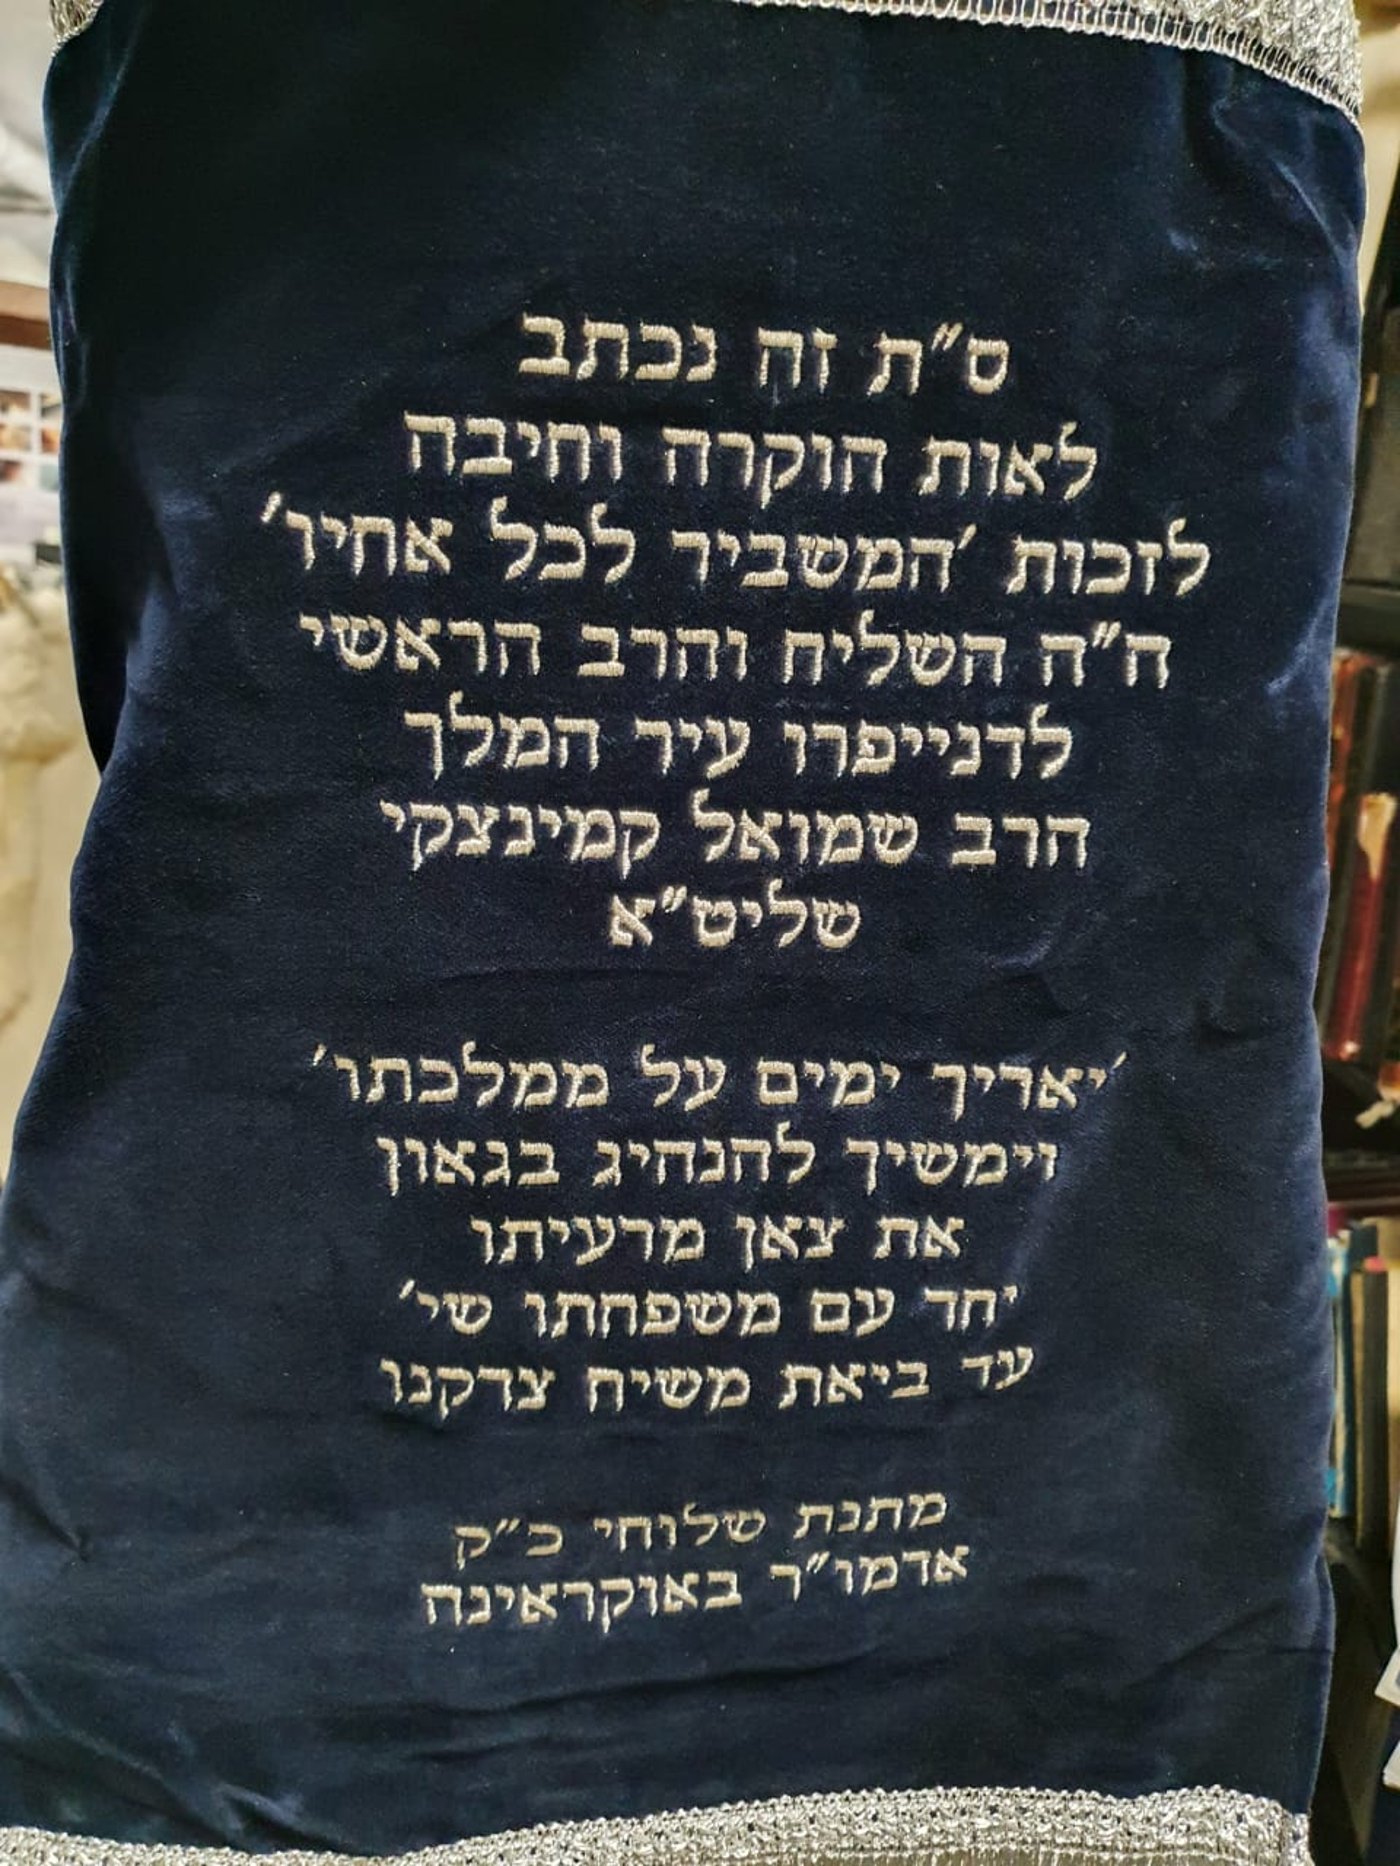 ס"ת זה נכתב
לאות הוקרה וחיבה
לזכות 'המשביר לכל אחיו'
ה"ה השליח והרב הראשי
לדנייפרו עיר המלך
הרב שמואל קמינצקי
שליט"א
'יאריך ימים על ממלכתו'
וימשיך להנהיג בגאון
את צאן מרעיתו
יחד עם משפחתו שי'
עד ביאת משיח צדקנו
מתנת שלוחי כ"ק
אדמו"ר באוקראינה